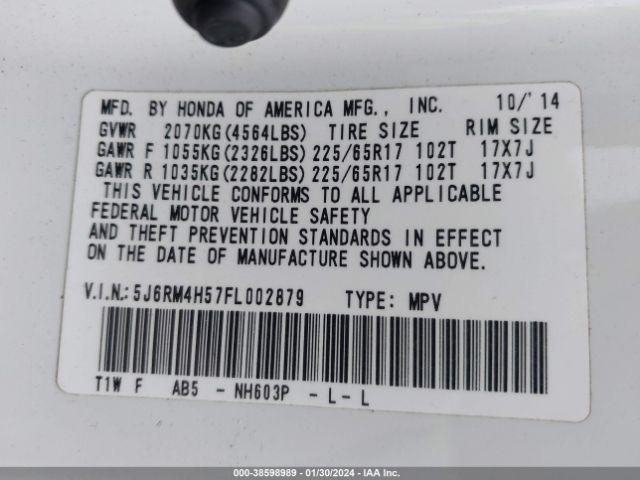 MFD. BY HONDA OF AMERICA MFG., INC. 10/'14
GVWR 2070KG(4564LBS) TIRE SIZE RIM SIZE
GAWR F 1055KG(2326LBS) 225/65R17 102T 17X7J
GAWR R 1035KG(2282LBS) 225/65R17 102T 17X7J
THIS VEHICLE CONFORMS TO ALL APPLICABLE
FEDERAL MOTOR VEHICLE SAFETY
AND THEFT PREVENTION STANDARDS IN EFFECT
ON THE DATE OF MANUFACTURE SHOWN ABOVE.
V.I.N.: 5J6RM4H57FL002879 TYPE: MPV
T1W F AB5 - NH603P - L - L
000-38598989 - 01/30/2024 - IAA Inc.